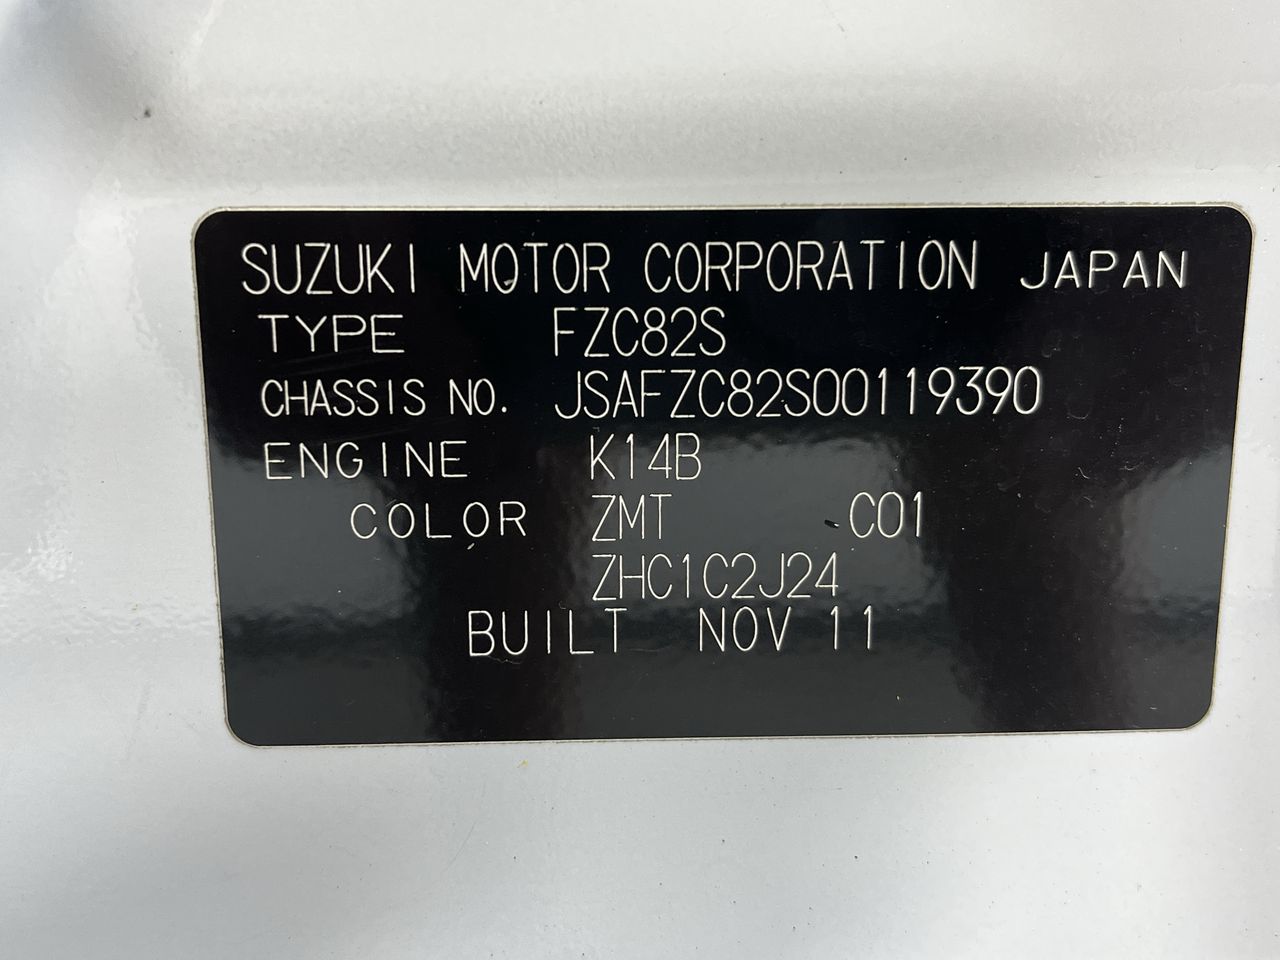 SUZUKI MOTOR CORPORATION JAPAN
TYPE FZC82S
CHASSIS NO. JSAFZC82S00119390
ENGINE K14B
COLOR ZMT C01
ZHC1C2J24
BUILT NOV 11